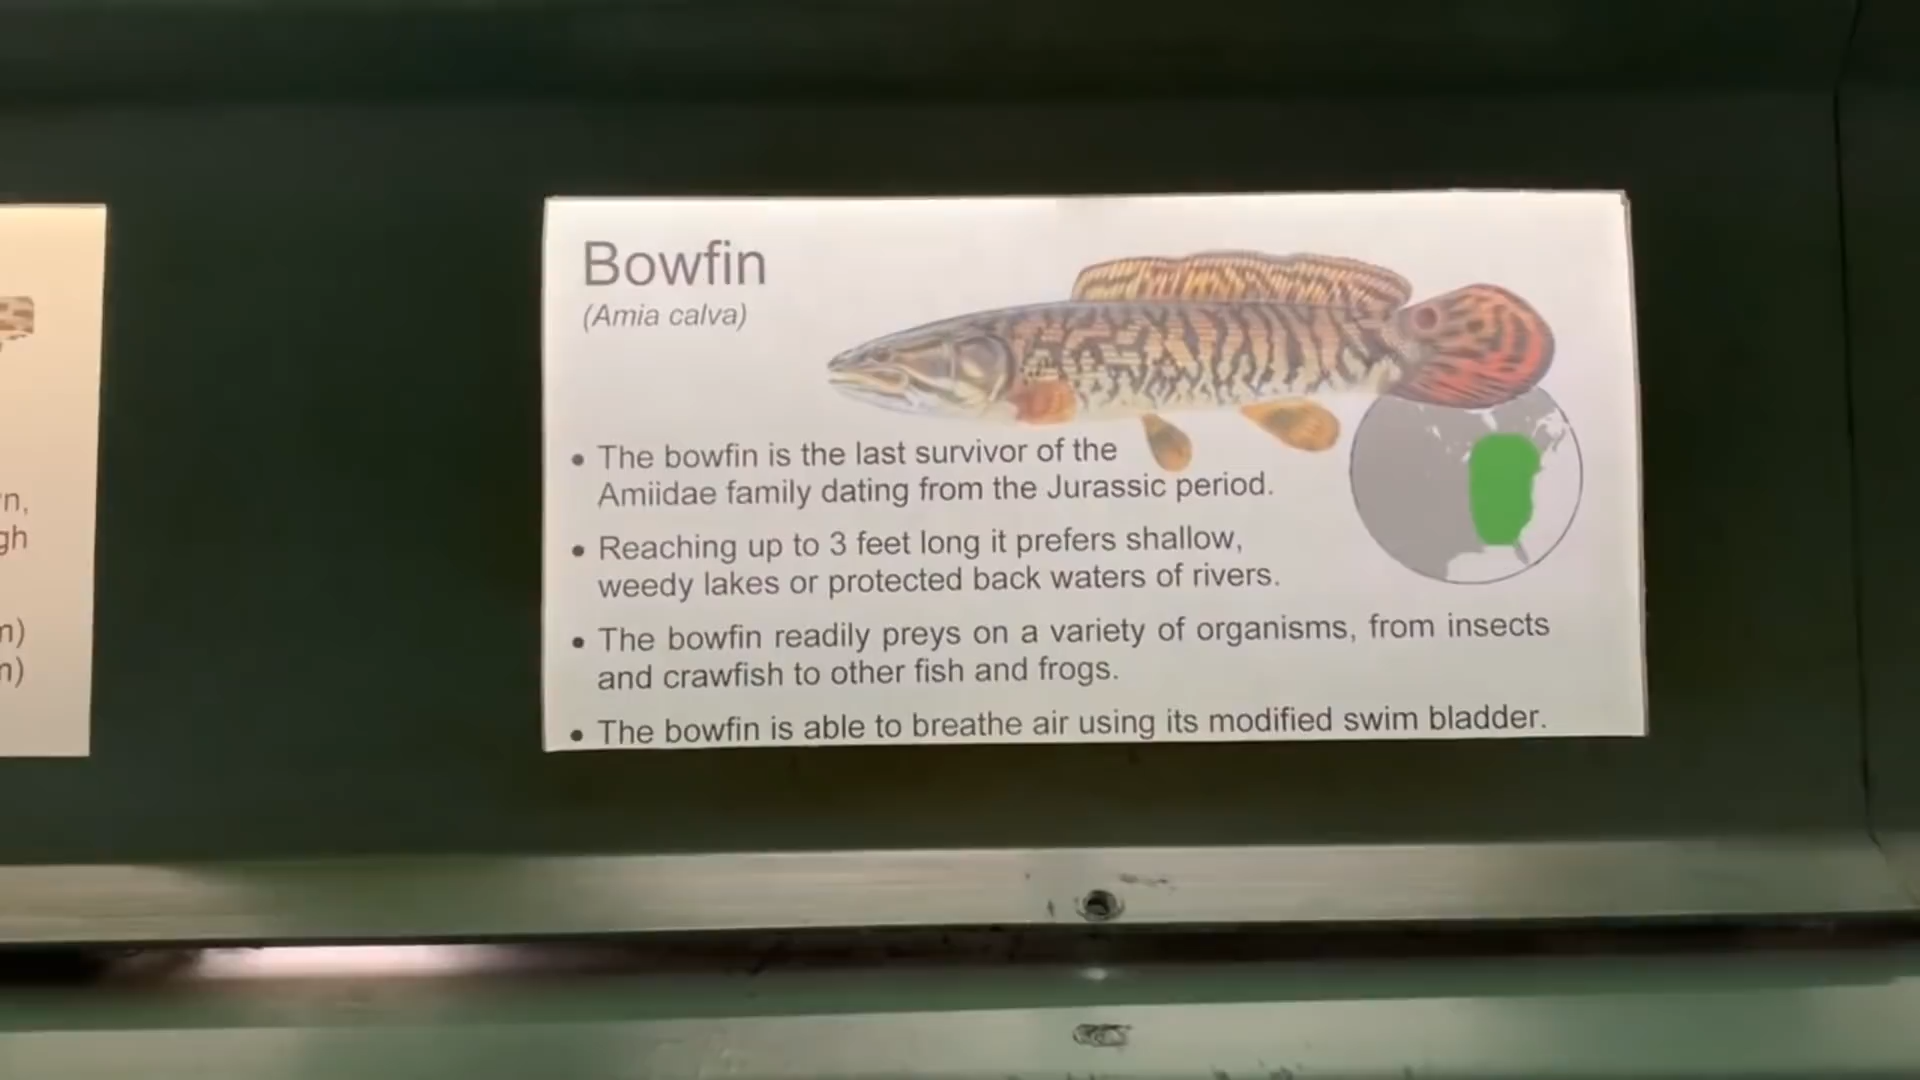 Bowfin
(Amia calva)
• The bowfin is the last survivor of the
Amiidae family dating from the Jurassic period.
• Reaching up to 3 feet long it prefers shallow,
weedy lakes or protected back waters of rivers.
• The bowfin readily preys on a variety of organisms, from insects
and crawfish to other fish and frogs.
• The bowfin is able to breathe air using its modified swim bladder.